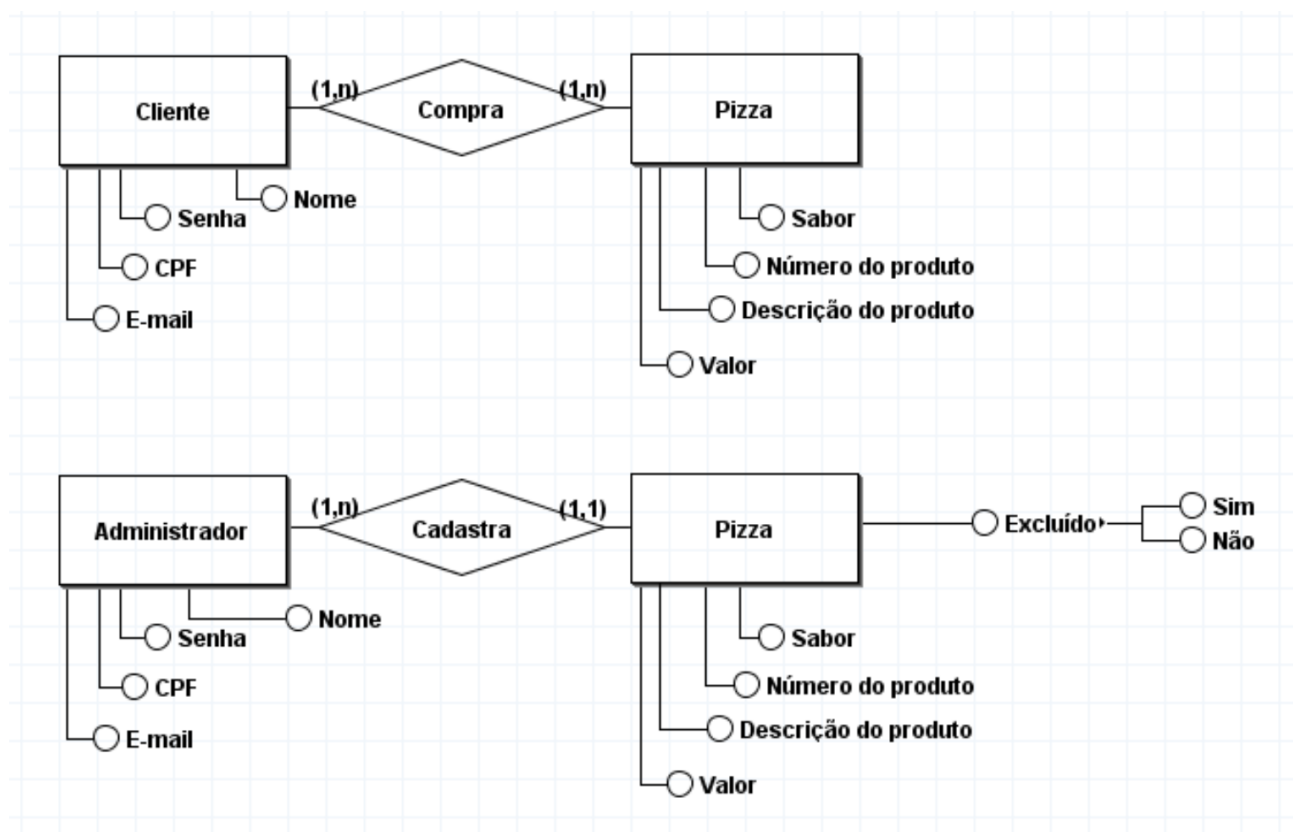 Cliente
(1,n)
Compra
(1,n)
Pizza
Nome
Senha
CPF
E-mail
Sabor
Número do produto
Descrição do produto
Valor
Administrador
(1,n)
Cadastra
(1,1)
Pizza
Excluído
Sim
Não
Nome
Senha
CPF
E-mail
Sabor
Número do produto
Descrição do produto
Valor